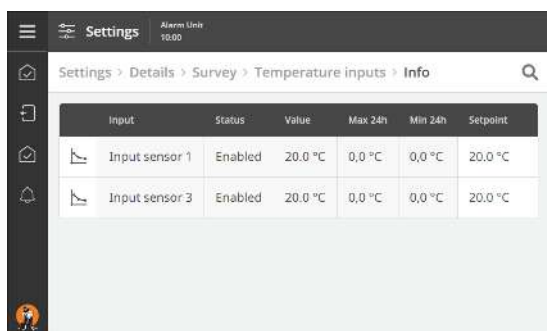 Settings
Alarm Unit
10:00
Settings > Details > Survey > Temperature inputs > Info
Input Status Value Max 24h Min 24h Setpoint
Input sensor 1 Enabled 20.0 °C 0,0 °C 0,0 °C 20.0 °C
Input sensor 3 Enabled 20.0 °C 0,0 °C 0,0 °C 20.0 °C